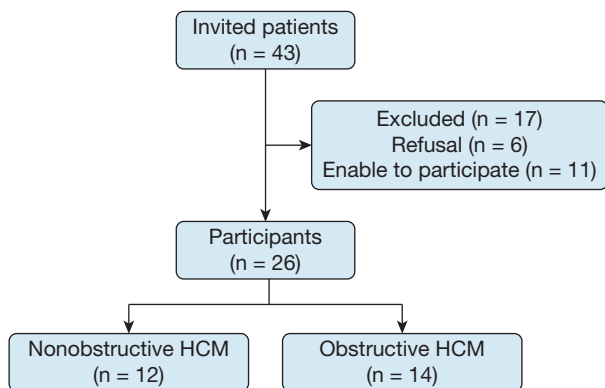 Invited patients
(n = 43)
Excluded (n = 17)
Refusal (n = 6)
Enable to participate (n = 11)
Participants
(n = 26)
Nonobstructive HCM
(n = 12)
Obstructive HCM
(n = 14)